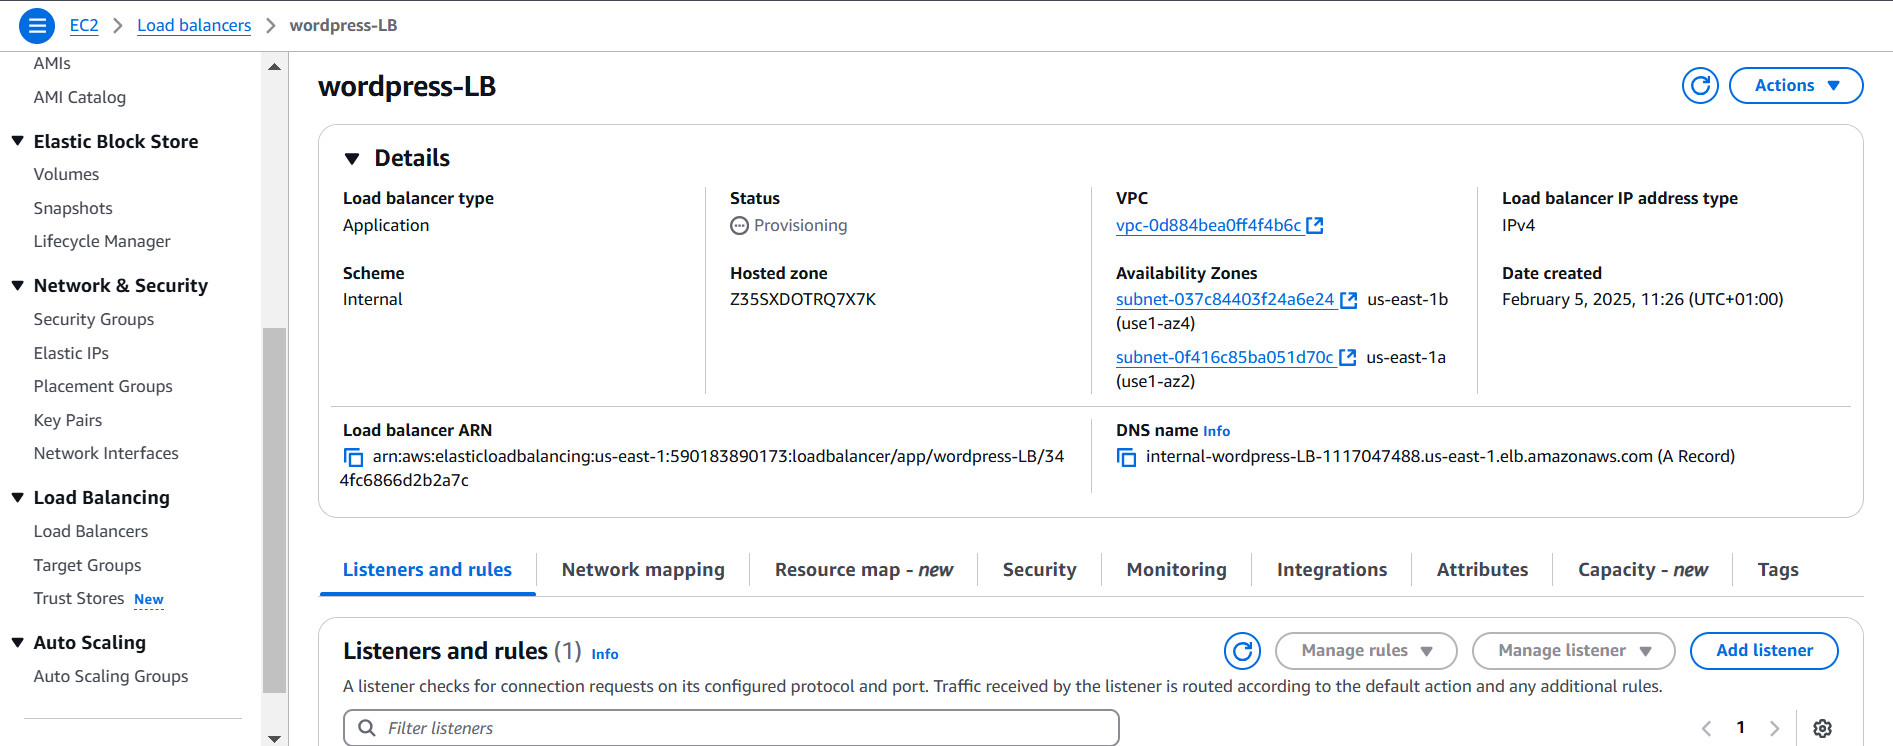 EC2 > Load balancers > wordpress-LB
AMIs
AMI Catalog
Elastic Block Store
Volumes
Snapshots
Lifecycle Manager
Network & Security
Security Groups
Elastic IPs
Placement Groups
Key Pairs
Network Interfaces
Load Balancing
Load Balancers
Target Groups
Trust Stores New
Auto Scaling
Auto Scaling Groups
wordpress-LB
Actions
Details
Load balancer type
Application
Status
Provisioning
VPC
vpc-0d884bea0ff4f4b6c
Load balancer IP address type
IPv4
Scheme
Internal
Hosted zone
Z35SXDOTRQ7X7K
Availability Zones
subnet-037c84403f24a6e24 us-east-1b
(use1-az4)
subnet-0f416c85ba051d70c us-east-1a
(use1-az2)
Date created
February 5, 2025, 11:26 (UTC+01:00)
Load balancer ARN
arn:aws:elasticloadbalancing:us-east-1:590183890173:loadbalancer/app/wordpress-LB/34
4fc6866d2b2a7c
DNS name Info
internal-wordpress-LB-1117047488.us-east-1.elb.amazonaws.com (A Record)
Listeners and rules
Network mapping
Resource map - new
Security
Monitoring
Integrations
Attributes
Capacity - new
Tags
Listeners and rules (1) Info
Manage rules
Manage listener
Add listener
A listener checks for connection requests on its configured protocol and port. Traffic received by the listener is routed according to the default action and any additional rules.
Filter listeners
1